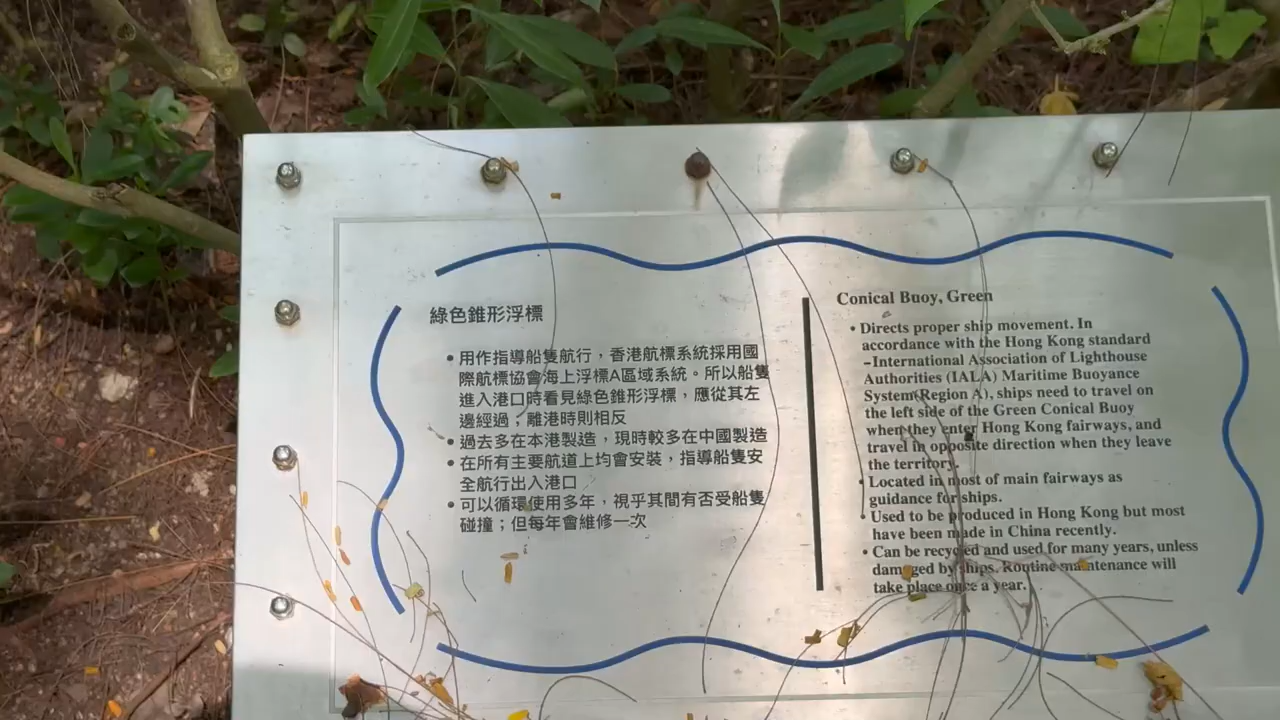 綠色錐形浮標
• 用作指導船隻航行，香港航標系統採用國
際航標協會海上浮標A區域系統。所以船隻
進入港口時看見綠色錐形浮標，應從其左
邊經過；離港時則相反
• 過去多在本港製造，現時較多在中國製造
• 在所有主要航道上均會安裝，指導船隻安
全航行出入港口
• 可以循環使用多年，視乎其間有否受船隻
碰撞；但每年會維修一次
Conical Buoy, Green
• Directs proper ship movement. In
accordance with the Hong Kong standard
–International Association of Lighthouse
Authorities (IALA) Maritime Buoyance
System(Region A), ships need to travel on
the left side of the Green Conical Buoy
when they enter Hong Kong fairways, and
travel in opposite direction when they leave
the territory.
• Located in most of main fairways as
guidance for ships.
• Used to be produced in Hong Kong but most
have been made in China recently.
• Can be recycled and used for many years, unless
damaged by ships. Routine maintenance will
take place once a year.